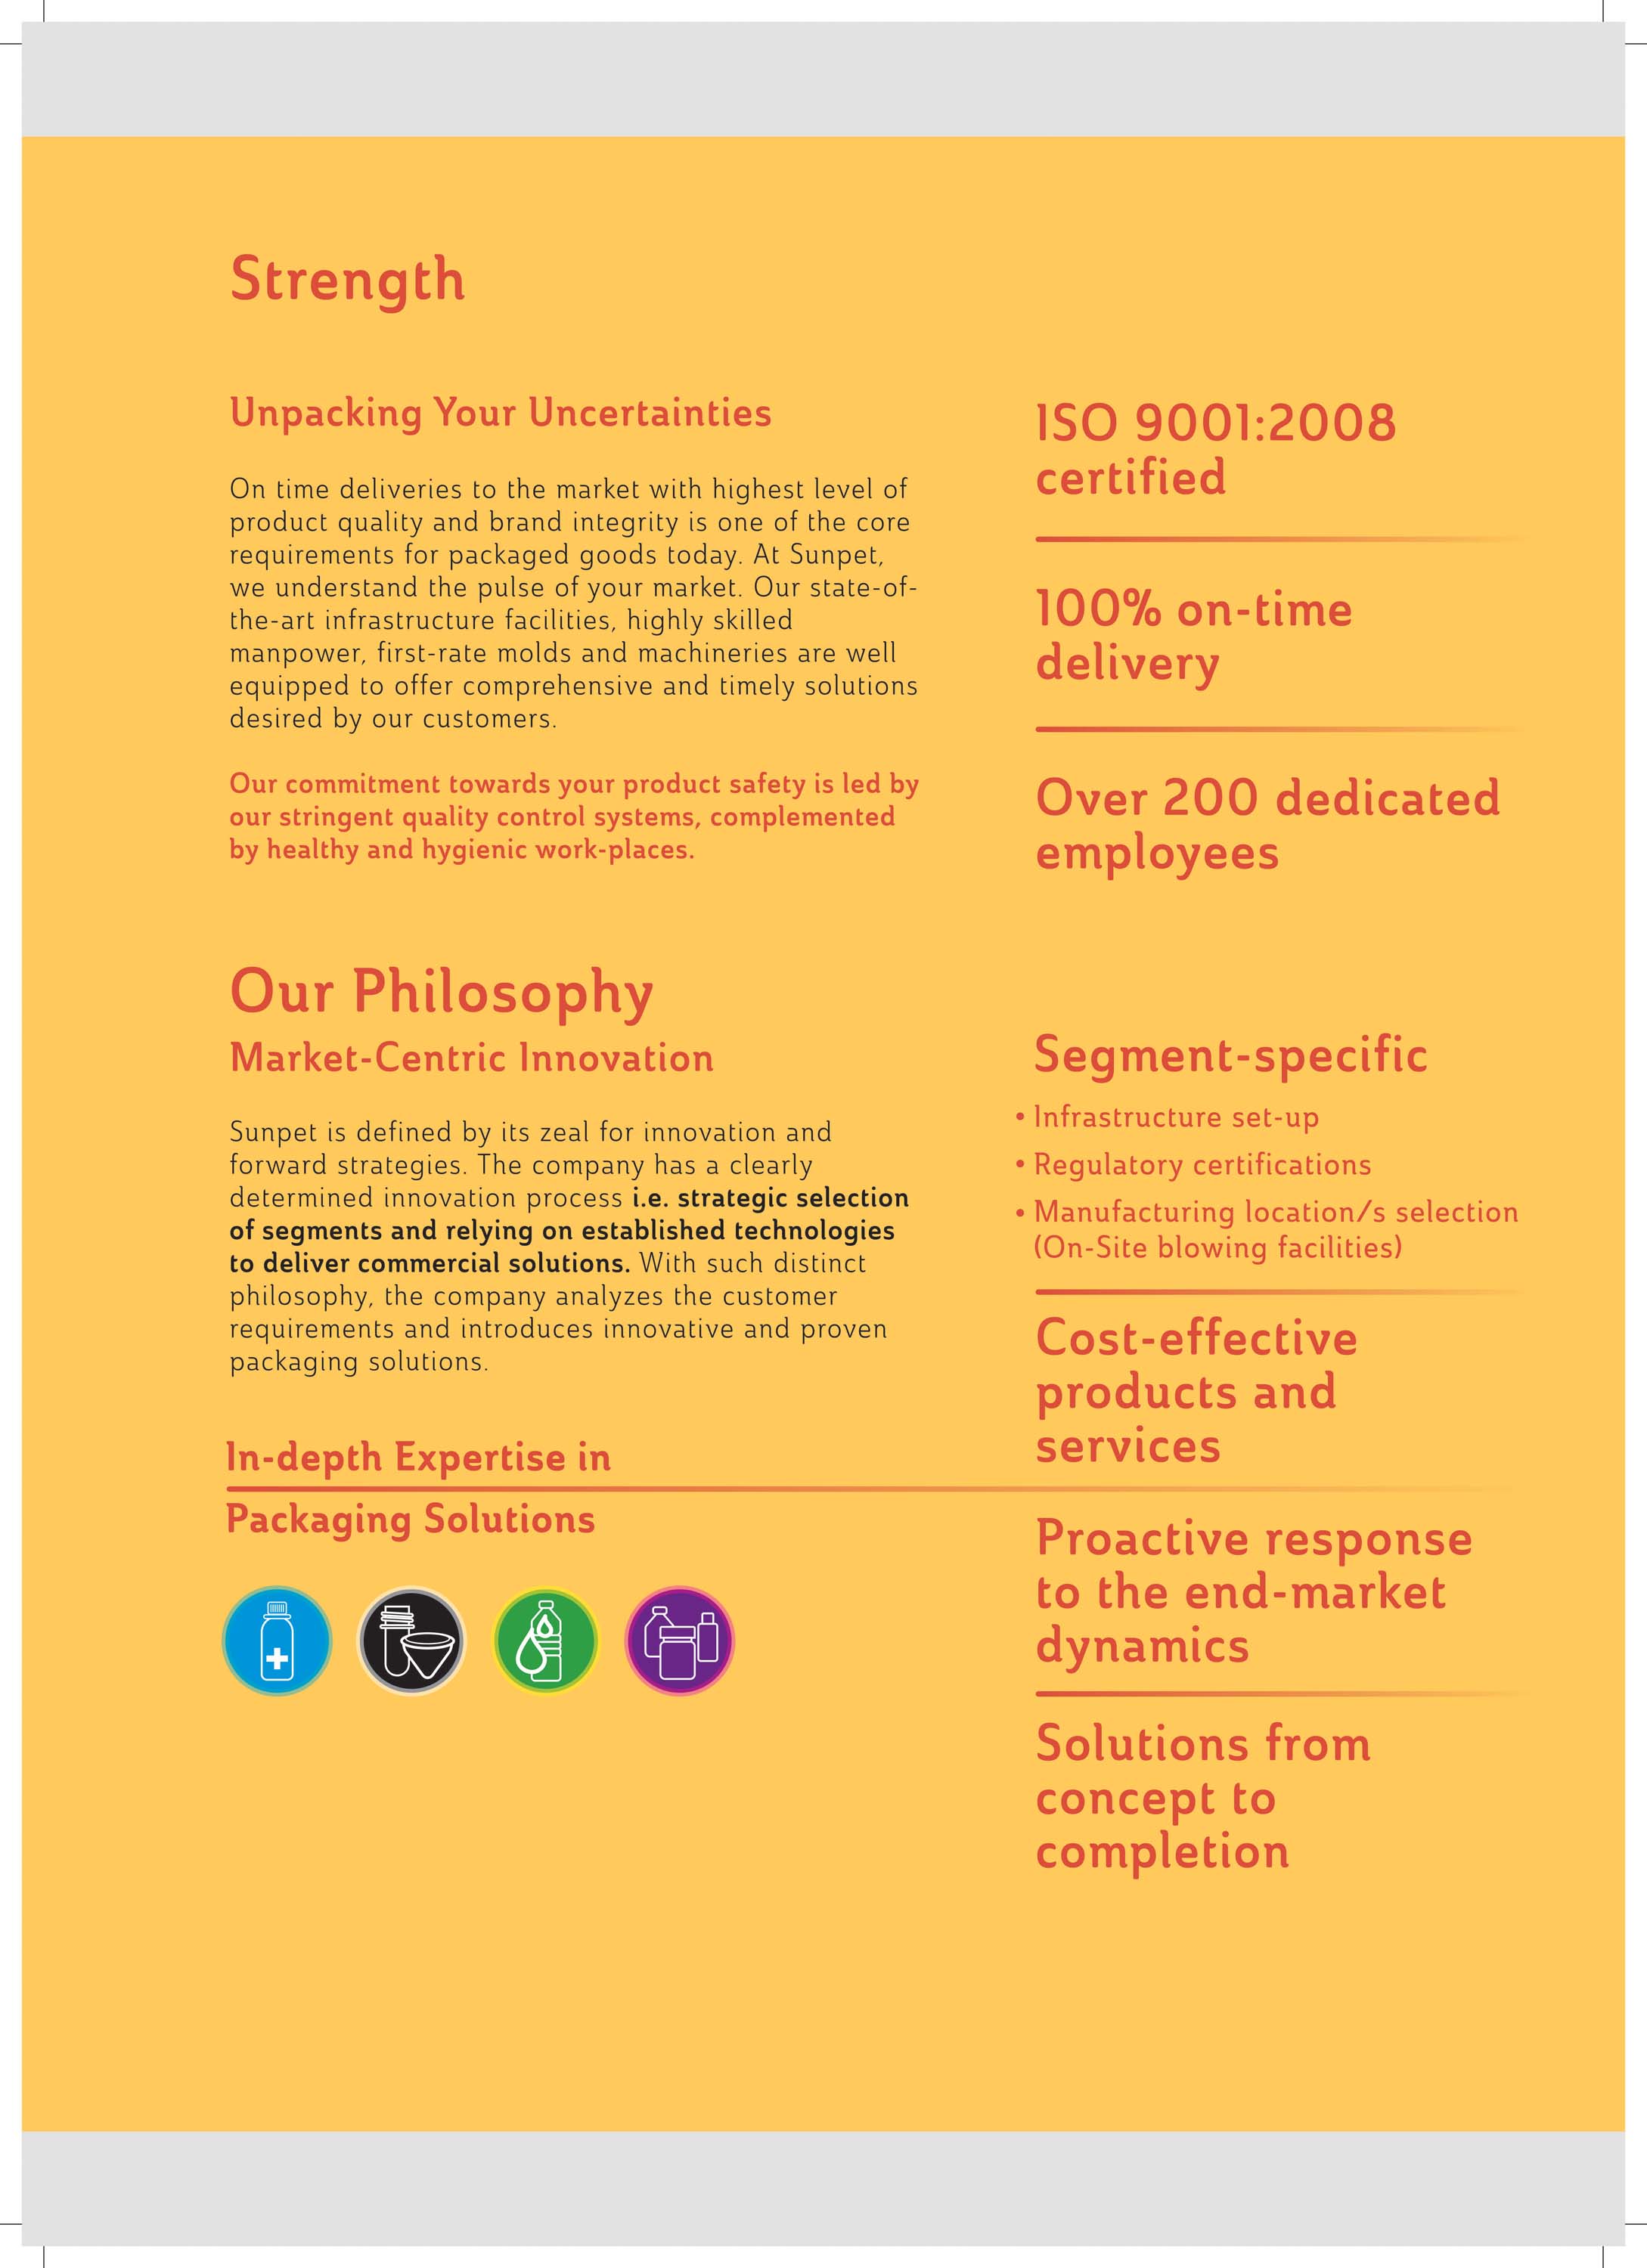 Strength
Unpacking Your Uncertainties
On time deliveries to the market with highest level of
product quality and brand integrity is one of the core
requirements for packaged goods today. At Sunpet,
we understand the pulse of your market. Our state-of-
the-art infrastructure facilities, highly skilled
manpower, first-rate molds and machineries are well
equipped to offer comprehensive and timely solutions
desired by our customers.
Our commitment towards your product safety is led by
our stringent quality control systems, complemented
by healthy and hygienic work-places.
ISO 9001:2008
certified
100% on-time
delivery
Over 200 dedicated
employees
Our Philosophy
Market-Centric Innovation
Sunpet is defined by its zeal for innovation and
forward strategies. The company has a clearly
determined innovation process i.e. strategic selection
of segments and relying on established technologies
to deliver commercial solutions. With such distinct
philosophy, the company analyzes the customer
requirements and introduces innovative and proven
packaging solutions.
In-depth Expertise in
Packaging Solutions
Segment-specific
• Infrastructure set-up
• Regulatory certifications
• Manufacturing location/s selection
(On-Site blowing facilities)
Cost-effective
products and
services
Proactive response
to the end-market
dynamics
Solutions from
concept to
completion